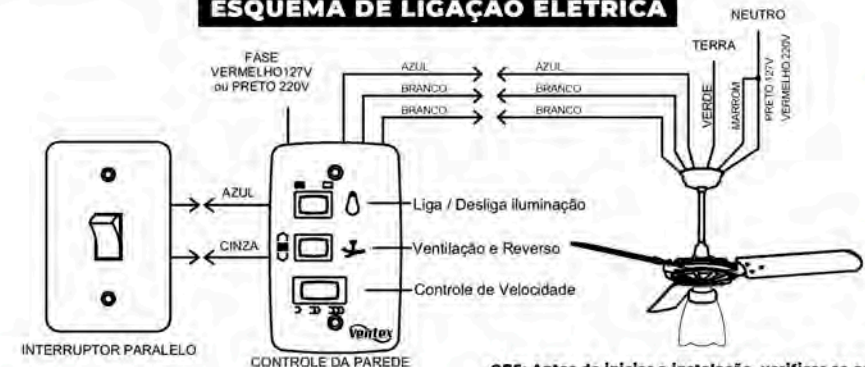 ESQUEMA DE LIGAÇÃO ELÉTRICA
NEUTRO
TERRA
FASE
VERMELHO127V
ou PRETO 220V
AZUL
AZUL
BRANCO
BRANCO
BRANCO
BRANCO
VERDE
MARROM
PRETO 127V
VERMELHO 220V
AZUL
CINZA
Liga / Desliga iluminação
Ventilação e Reverso
Controle de Velocidade
Ventex
INTERRUPTOR PARALELO
CONTROLE DA PAREDE